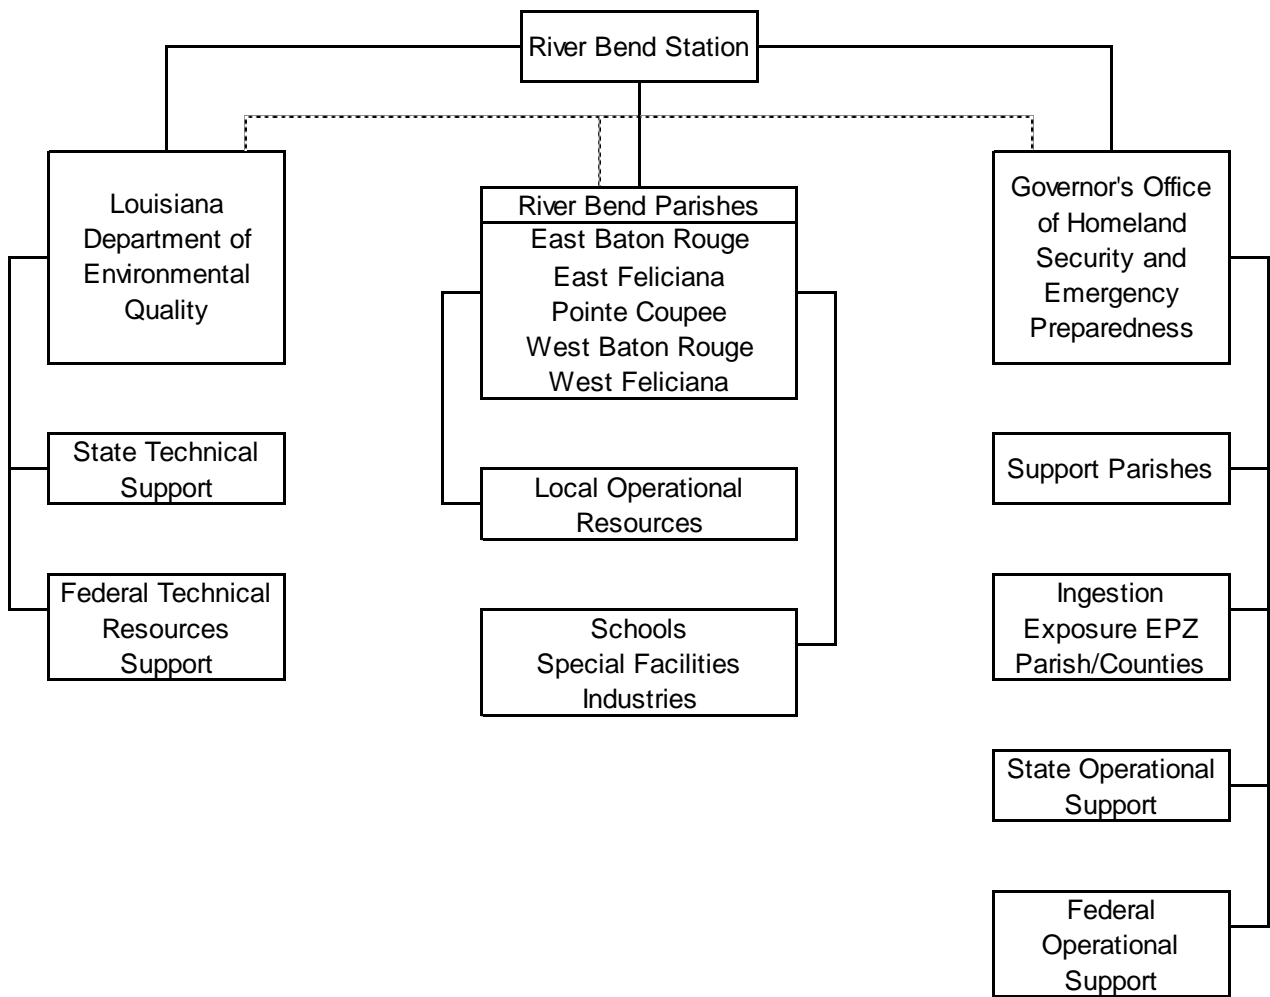 River Bend Station
Louisiana
Department of
Environmental
Quality
River Bend Parishes
East Baton Rouge
East Feliciana
Pointe Coupee
West Baton Rouge
West Feliciana
Governor's Office
of Homeland
Security and
Emergency
Preparedness
State Technical
Support
Local Operational
Resources
Support Parishes
Federal Technical
Resources
Support
Schools
Special Facilities
Industries
Ingestion
Exposure EPZ
Parish/Counties
State Operational
Support
Federal
Operational
Support